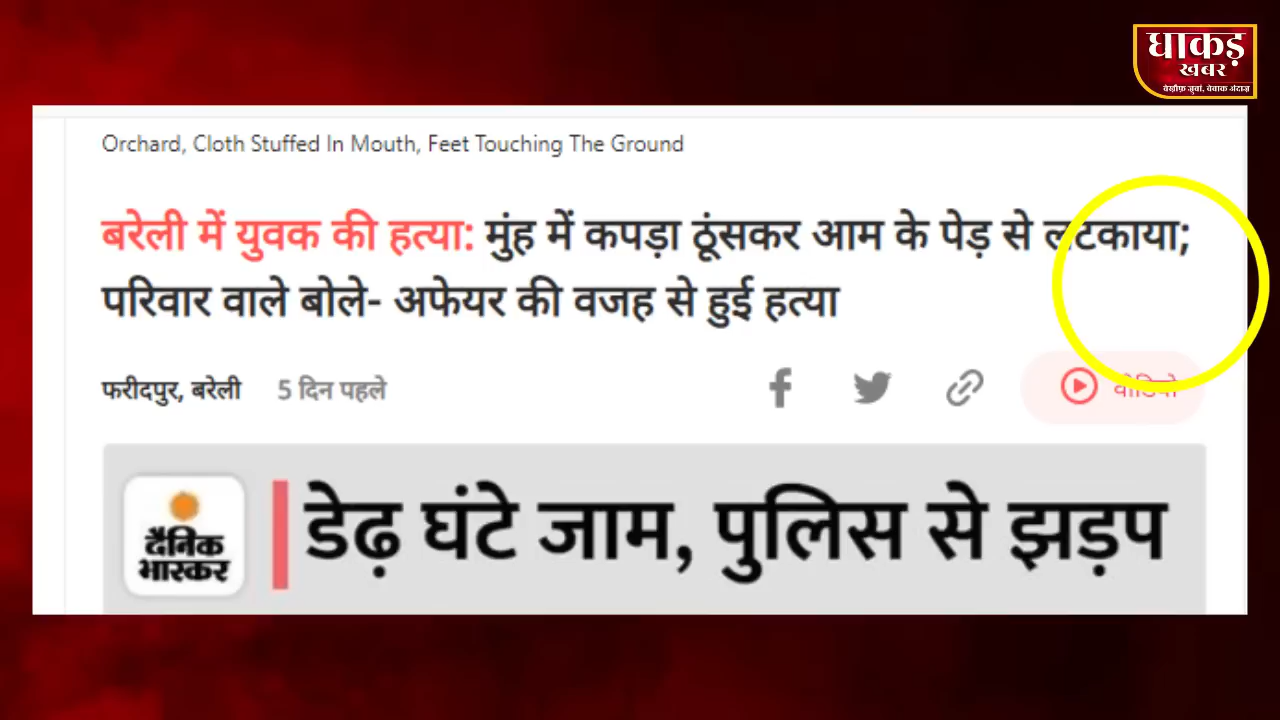 धाकड़
खबर
बेखौफ़ जुबां, बेबाक अंदाज़
Orchard, Cloth Stuffed In Mouth, Feet Touching The Ground
बरेली में युवक की हत्या: मुंह में कपड़ा ठूंसकर आम के पेड़ से लटकाया;
परिवार वाले बोले- अफेयर की वजह से हुई हत्या
फरीदपुर, बरेली 5 दिन पहले
वीडियो
दैनिक
भास्कर
डेढ़ घंटे जाम, पुलिस से झड़प